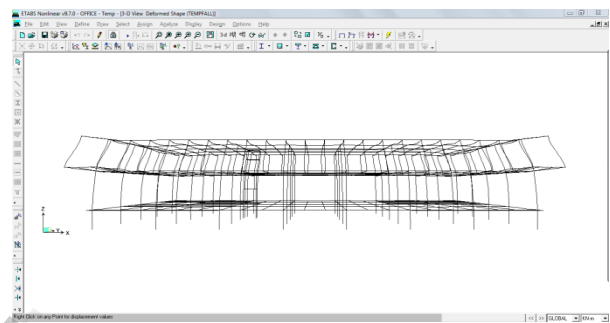 ETABS Nonlinear v9.7.0 - OFFICE - Temp - [3-D View Deformed Shape (TEMPFALL)]
File Edit View Define Draw Select Assign Analyze Display Design Options Help
3-d
Z
Y
X
Right Click on any Point for displacement values
<< >> GLOBAL KN-m